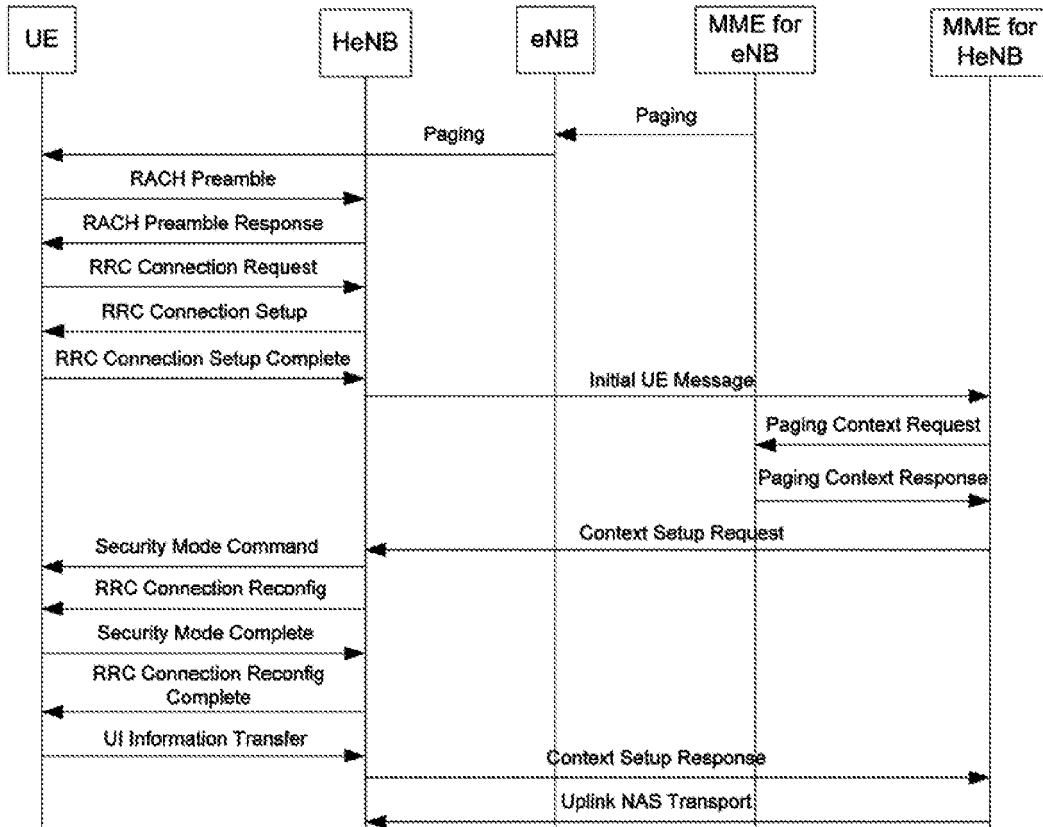 UE
HeNB
eNB
MME for
eNB
MME for
HeNB
Paging
Paging
RACH Preamble
RACH Preamble Response
RRC Connection Request
RRC Connection Setup
RRC Connection Setup Complete
Initial UE Message
Paging Context Request
Paging Context Response
Context Setup Request
Security Mode Command
RRC Connection Reconfig
Security Mode Complete
RRC Connection Reconfig
Complete
UI Information Transfer
Context Setup Response
Uplink NAS Transport